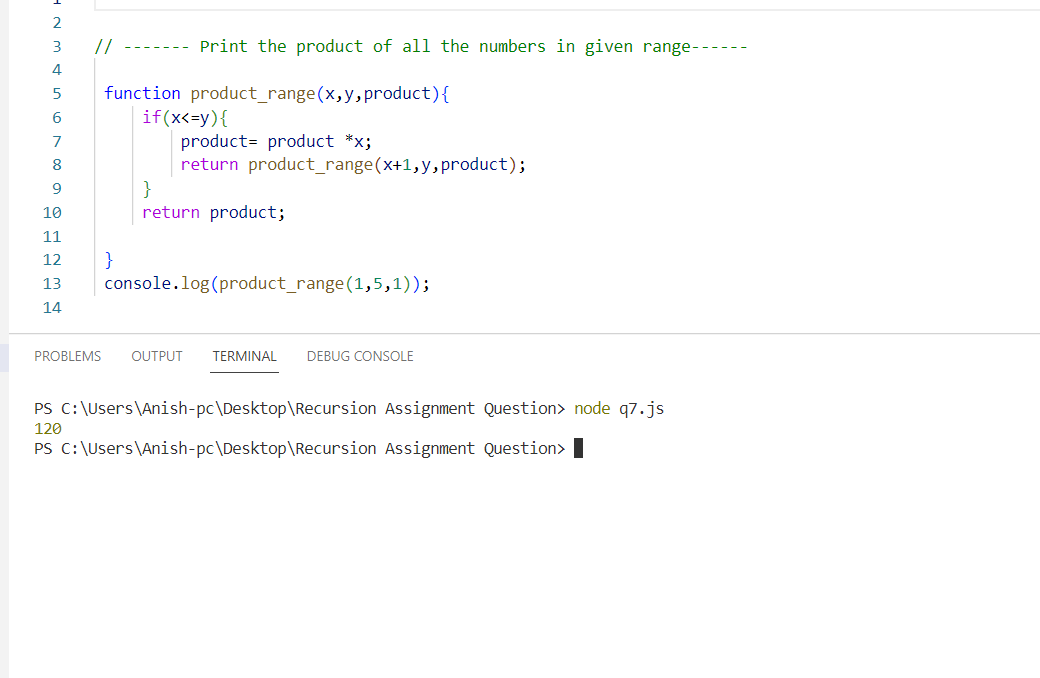 1
2
3 // ------- Print the product of all the numbers in given range------
4
5 function product_range(x,y,product){
6 if(x<=y){
7 product= product *x;
8 return product_range(x+1,y,product);
9 }
10 return product;
11
12 }
13 console.log(product_range(1,5,1));
14
PROBLEMS OUTPUT TERMINAL DEBUG CONSOLE
PS C:\Users\Anish-pc\Desktop\Recursion Assignment Question> node q7.js
120
PS C:\Users\Anish-pc\Desktop\Recursion Assignment Question>